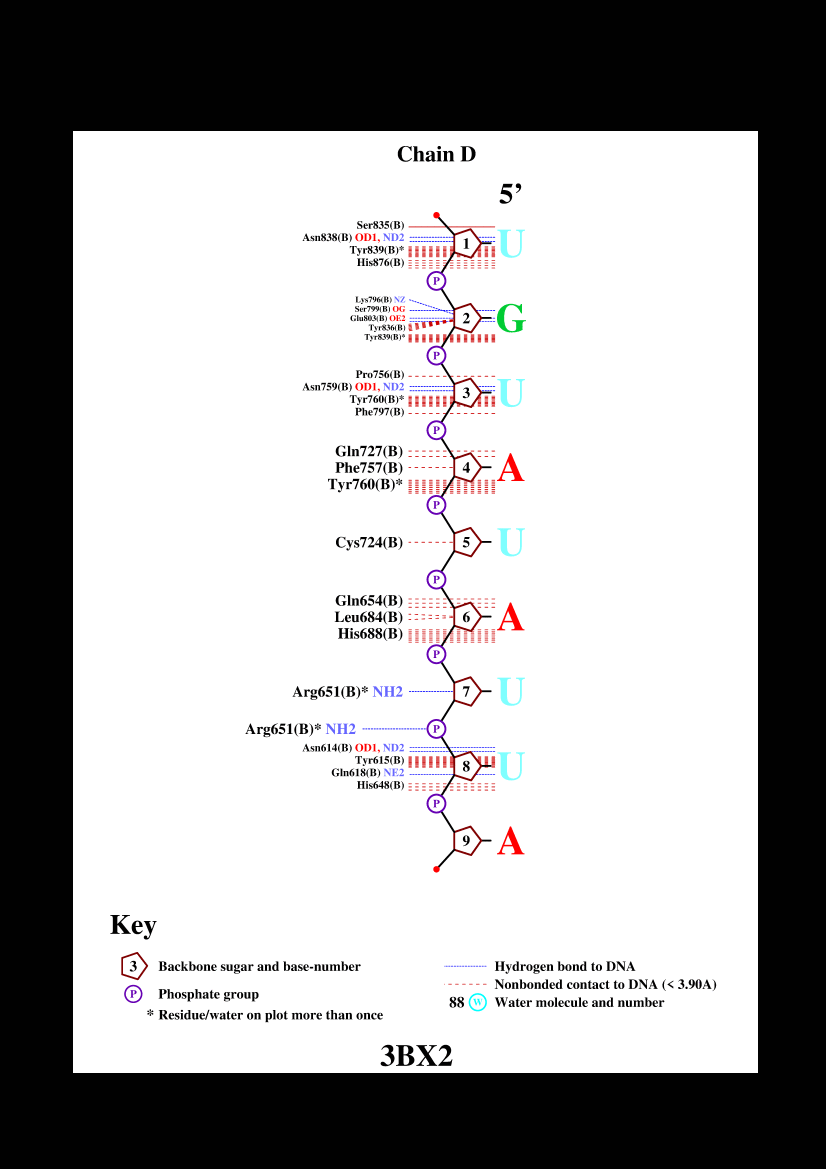 Chain D
5’
Ser835(B)
Asn838(B) OD1, ND2
Tyr839(B)*
His876(B)
1 U
P
Lys796(B) NZ
Ser799(B) OG
Glu803(B) OE2
Tyr836(B)
Tyr839(B)*
2 G
P
Pro756(B)
Asn759(B) OD1, ND2
Tyr760(B)*
Phe797(B)
3 U
P
Gln727(B)
Phe757(B)
Tyr760(B)*
4 A
P
Cys724(B) 5 U
P
Gln654(B)
Leu684(B)
His688(B)
6 A
P
Arg651(B)* NH2 7 U
Arg651(B)* NH2 P
Asn614(B) OD1, ND2
Tyr615(B)
Gln618(B) NE2
His648(B)
8 U
P
9 A
Key
3 Backbone sugar and base-number
P Phosphate group
* Residue/water on plot more than once
Hydrogen bond to DNA
Nonbonded contact to DNA (< 3.90A)
88 W Water molecule and number
3BX2